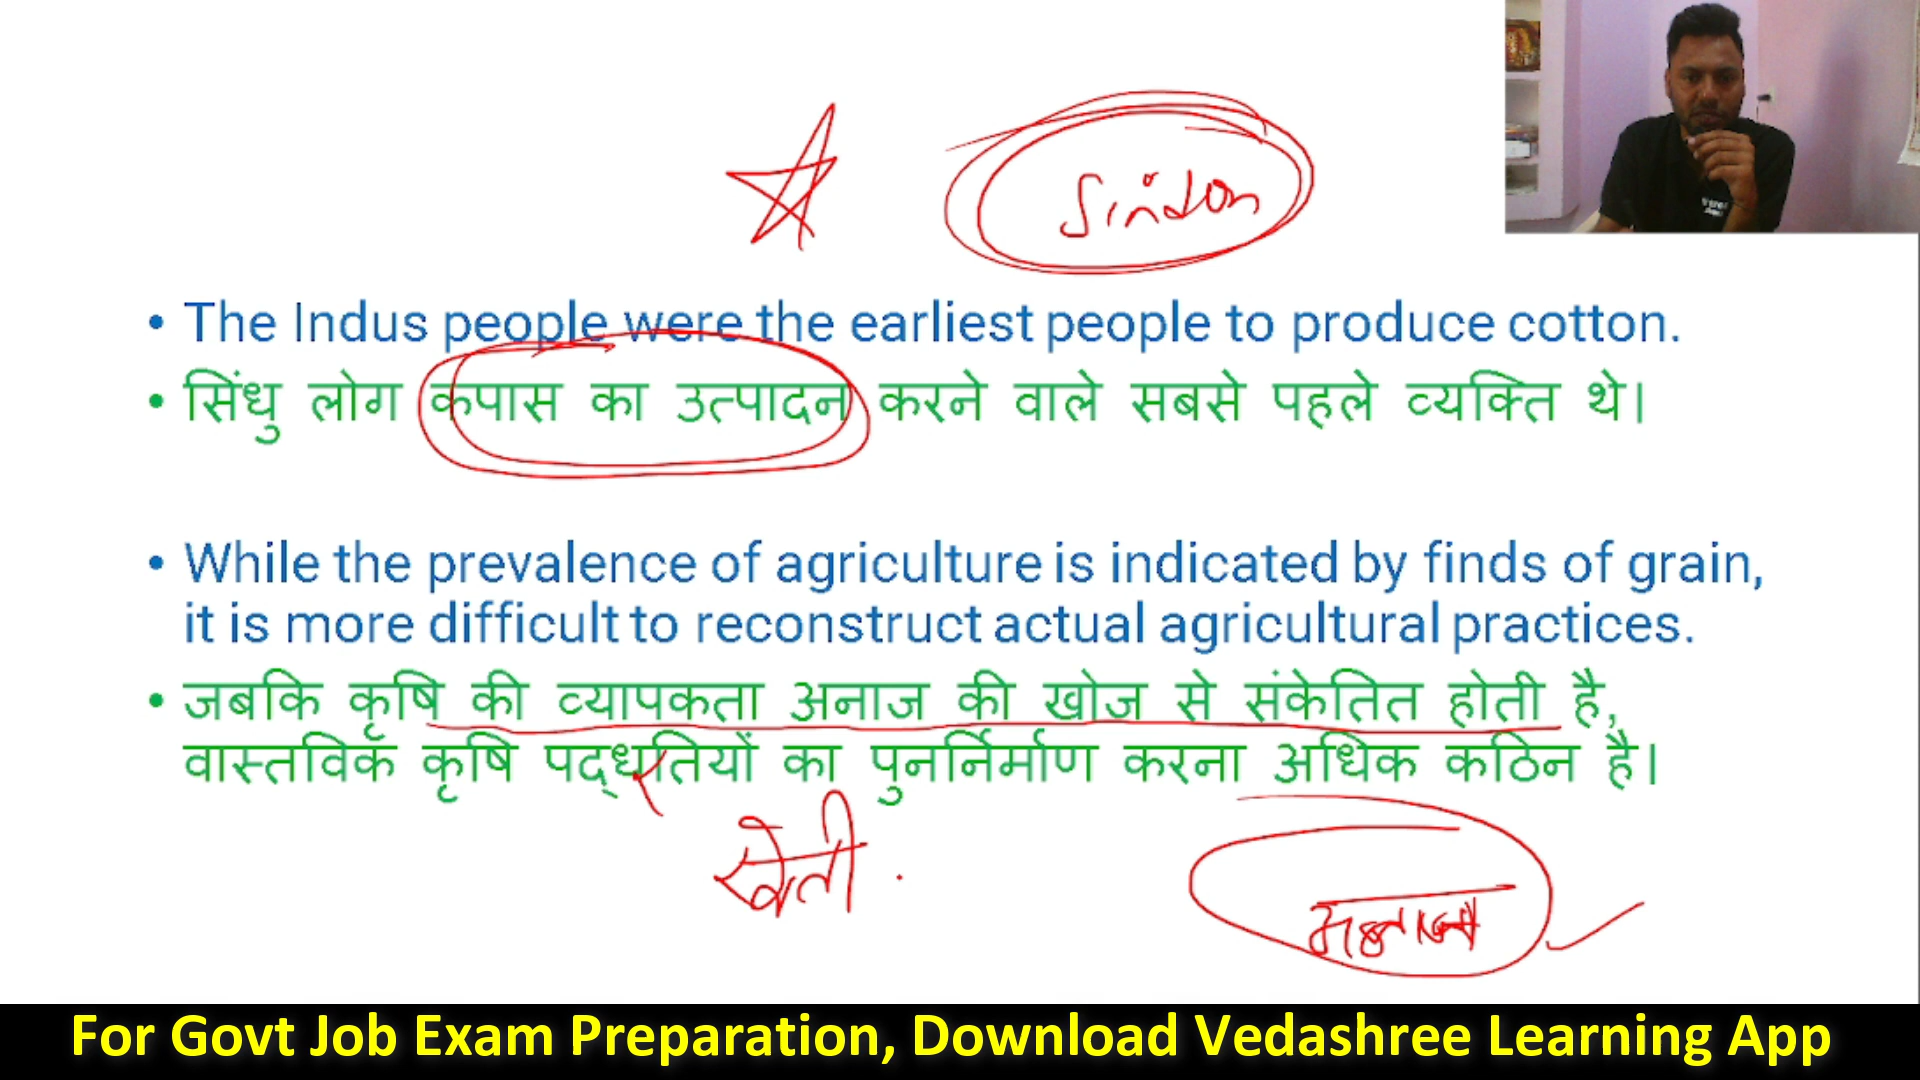 Sindon
• The Indus people were the earliest people to produce cotton.
• सिंधु लोग कपास का उत्पादन करने वाले सबसे पहले व्यक्ति थे।
• While the prevalence of agriculture is indicated by finds of grain,
it is more difficult to reconstruct actual agricultural practices.
• जबकि कृषि की व्यापकता अनाज की खोज से संकेतित होती है,
वास्तविक कृषि पद्धतियों का पुनर्निर्माण करना अधिक कठिन है।
खेती .
For Govt Job Exam Preparation, Download Vedashree Learning App